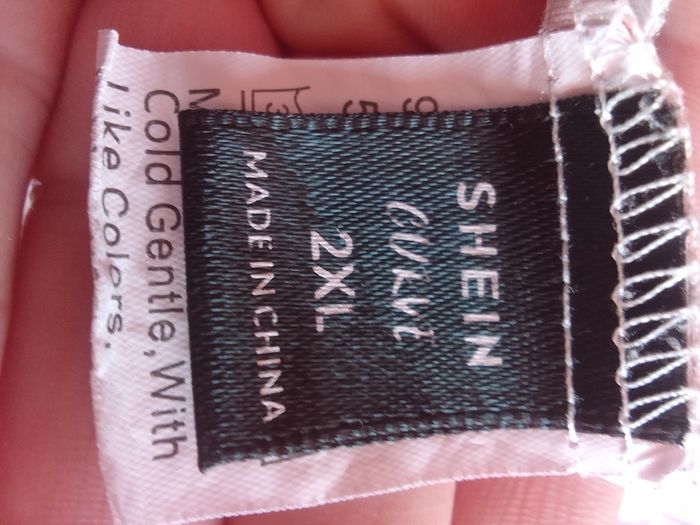 SHEIN
CURVE
2XL
MADE IN CHINA
Cold Gentle, With
like Colors.